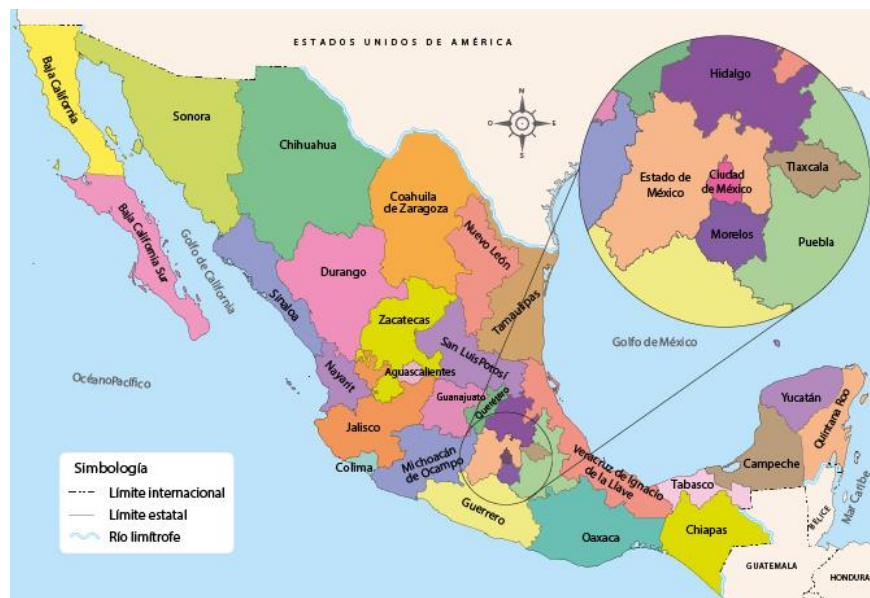 ESTADOS UNIDOS DE AMÉRICA
Baja California
Sonora
Chihuahua
Coahuila
de Zaragoza
Nuevo León
Tamaulipas
Baja California Sur
Golfo de California
Sinaloa
Durango
Zacatecas
San Luis Potosí
Nayarit
Aguascalientes
Guanajuato
Querétaro
Jalisco
Colima
Michoacán
de Ocampo
Guerrero
Veracruz de Ignacio
de la Llave
Oaxaca
Tabasco
Chiapas
Campeche
Yucatán
Quintana Roo
Mar Caribe
BELICE
GUATEMALA
HONDURA
Golfo de México
Océano Pacífico
N
O
E
S
Hidalgo
Estado de
México
Ciudad
de México
Tlaxcala
Morelos
Puebla
Simbología
Límite internacional
Límite estatal
Río limítrofe